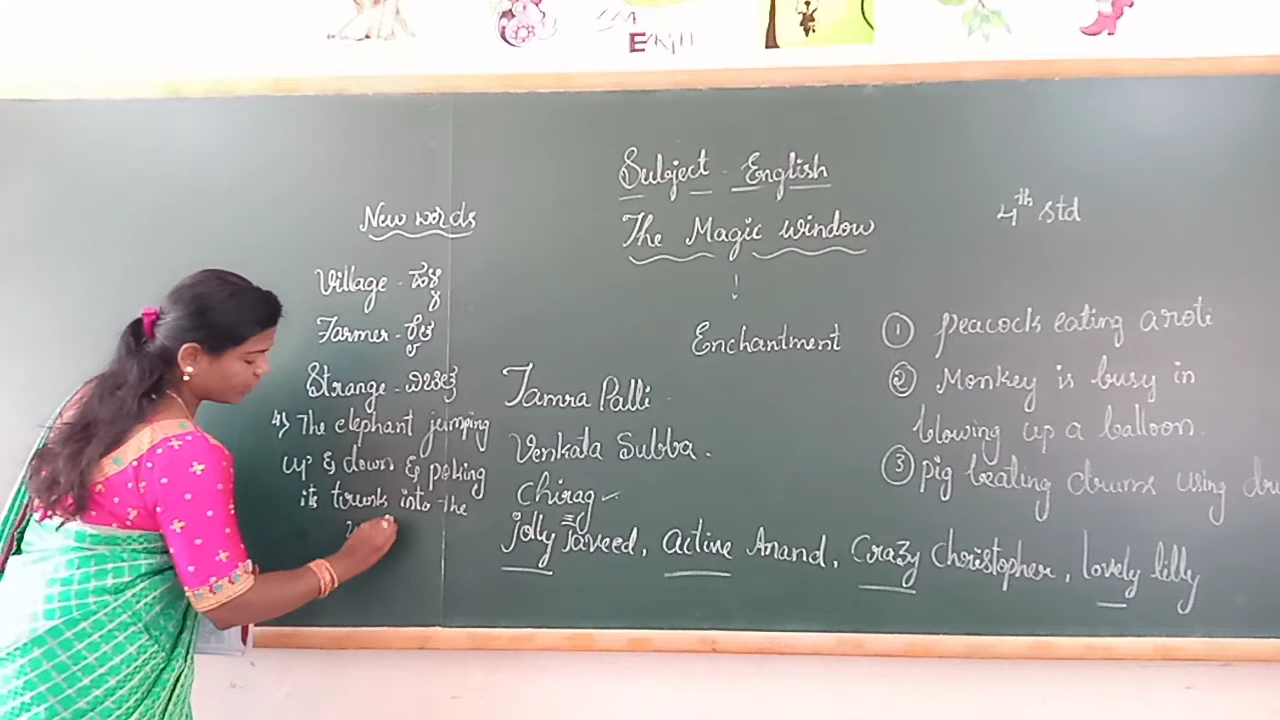 Subject - English
The Magic window
4th std
Enchantment
New words
Village - ಹಳ್ಳಿ
Farmer - ರೈತ
Strange - ವಿಚಿತ್ರ
4) The elephant jumping
up & down & poking
its trunk into the
Tamra Palli
Venkata Subba.
Chirag
jolly Javeed, active Anand, Crazy Christopher, lovely lilly
① peacock eating a roti
② Monkey is busy in
blowing up a balloon.
③ pig beating drums using